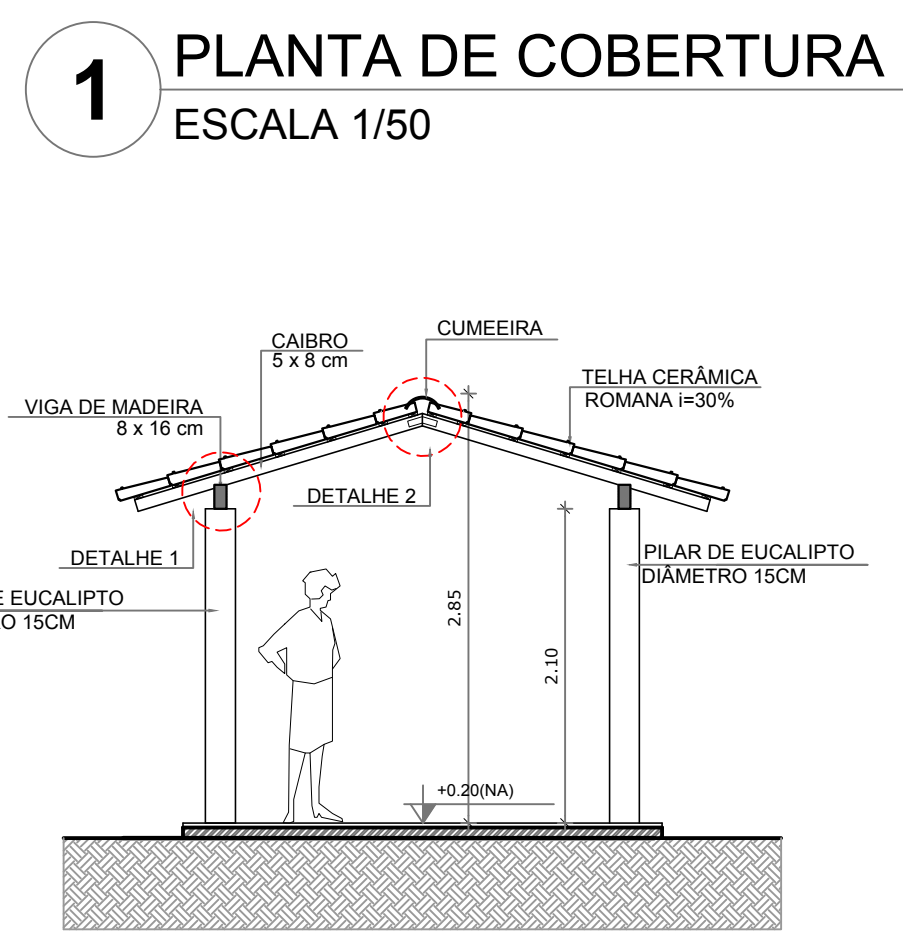 1
PLANTA DE COBERTURA
ESCALA 1/50
CUMEEIRA
CAIBRO
5 x 8 cm
TELHA CERÂMICA
ROMANA i=30%
VIGA DE MADEIRA
8 x 16 cm
DETALHE 2
DETALHE 1
PILAR DE EUCALIPTO
DIÂMETRO 15CM
E EUCALIPTO
O 15CM
2.85
2.10
+0.20(NA)